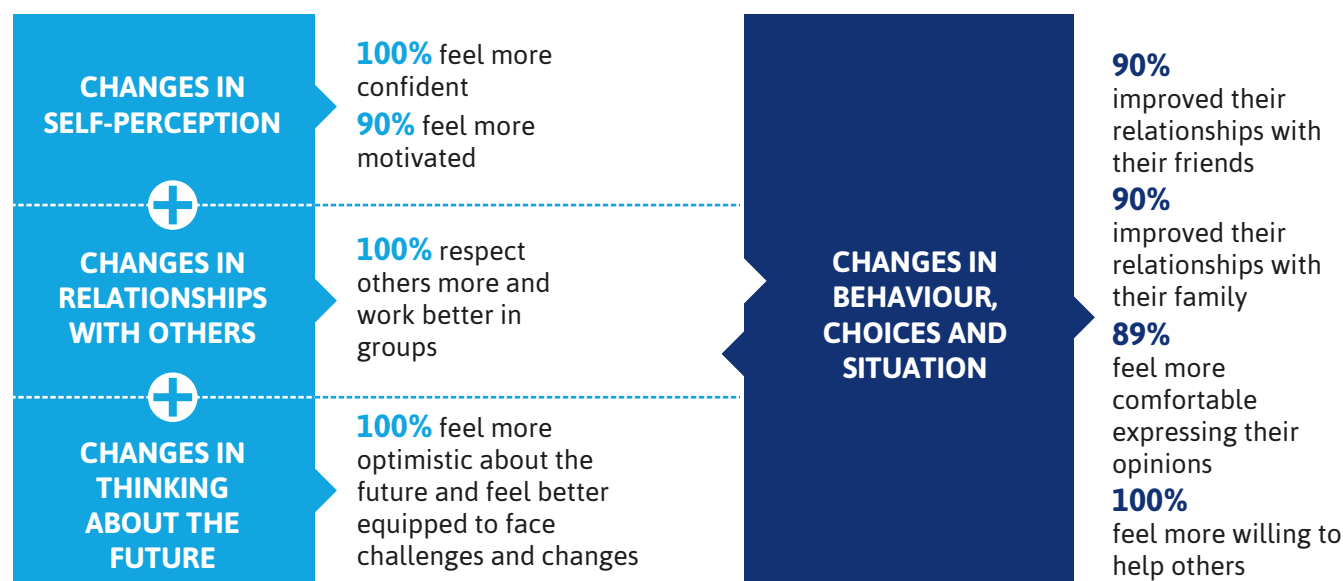 CHANGES IN
SELF-PERCEPTION
100% feel more
confident
90% feel more
motivated
CHANGES IN
RELATIONSHIPS
WITH OTHERS
100% respect
others more and
work better in
groups
CHANGES IN
THINKING
ABOUT THE
FUTURE
100% feel more
optimistic about the
future and feel better
equipped to face
challenges and changes
CHANGES IN
BEHAVIOUR,
CHOICES AND
SITUATION
90%
improved their
relationships with
their friends
90%
improved their
relationships with
their family
89%
feel more
comfortable
expressing their
opinions
100%
feel more willing to
help others